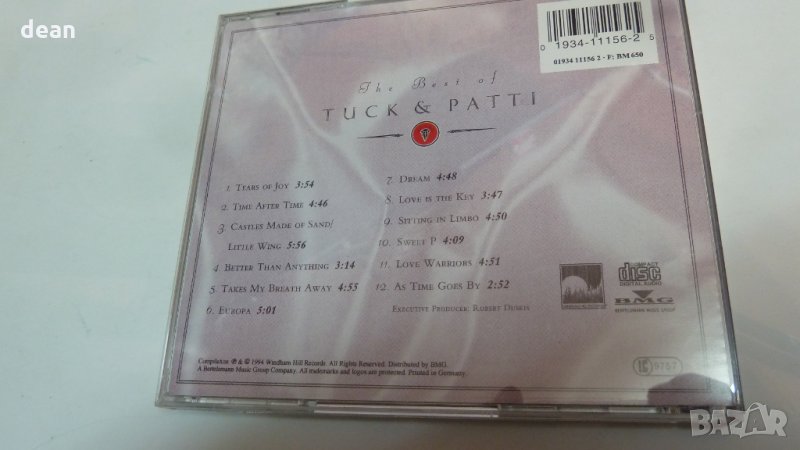 dean
0 1934-11156-2 5
01934 11156 2 - F: BM 650
The Best of
TUCK & PATTI
1. TEARS OF JOY 3:54
2. TIME AFTER TIME 4:46
3. CASTLES MADE OF SAND/
LITTLE WING 5:56
4. BETTER THAN ANYTHING 3:14
5. TAKES MY BREATH AWAY 4:55
6. EUROPA 5:01
7. DREAM 4:48
8. LOVE IS THE KEY 3:47
9. SITTING IN LIMBO 4:50
10. SWEET P 4:09
11. LOVE WARRIORS 4:51
12. AS TIME GOES BY 2:52
EXECUTIVE PRODUCER: ROBERT DUSKIS
COMPACT
disc
DIGITAL AUDIO
BMG
BERTELSMANN MUSIC GROUP
Compilation ℗ & © 1994 Windham Hill Records. All Rights Reserved. Distributed by BMG.
A Bertelsmann Music Group Company. All trademarks and logos are protected. Printed in Germany.
9757
BAZAR